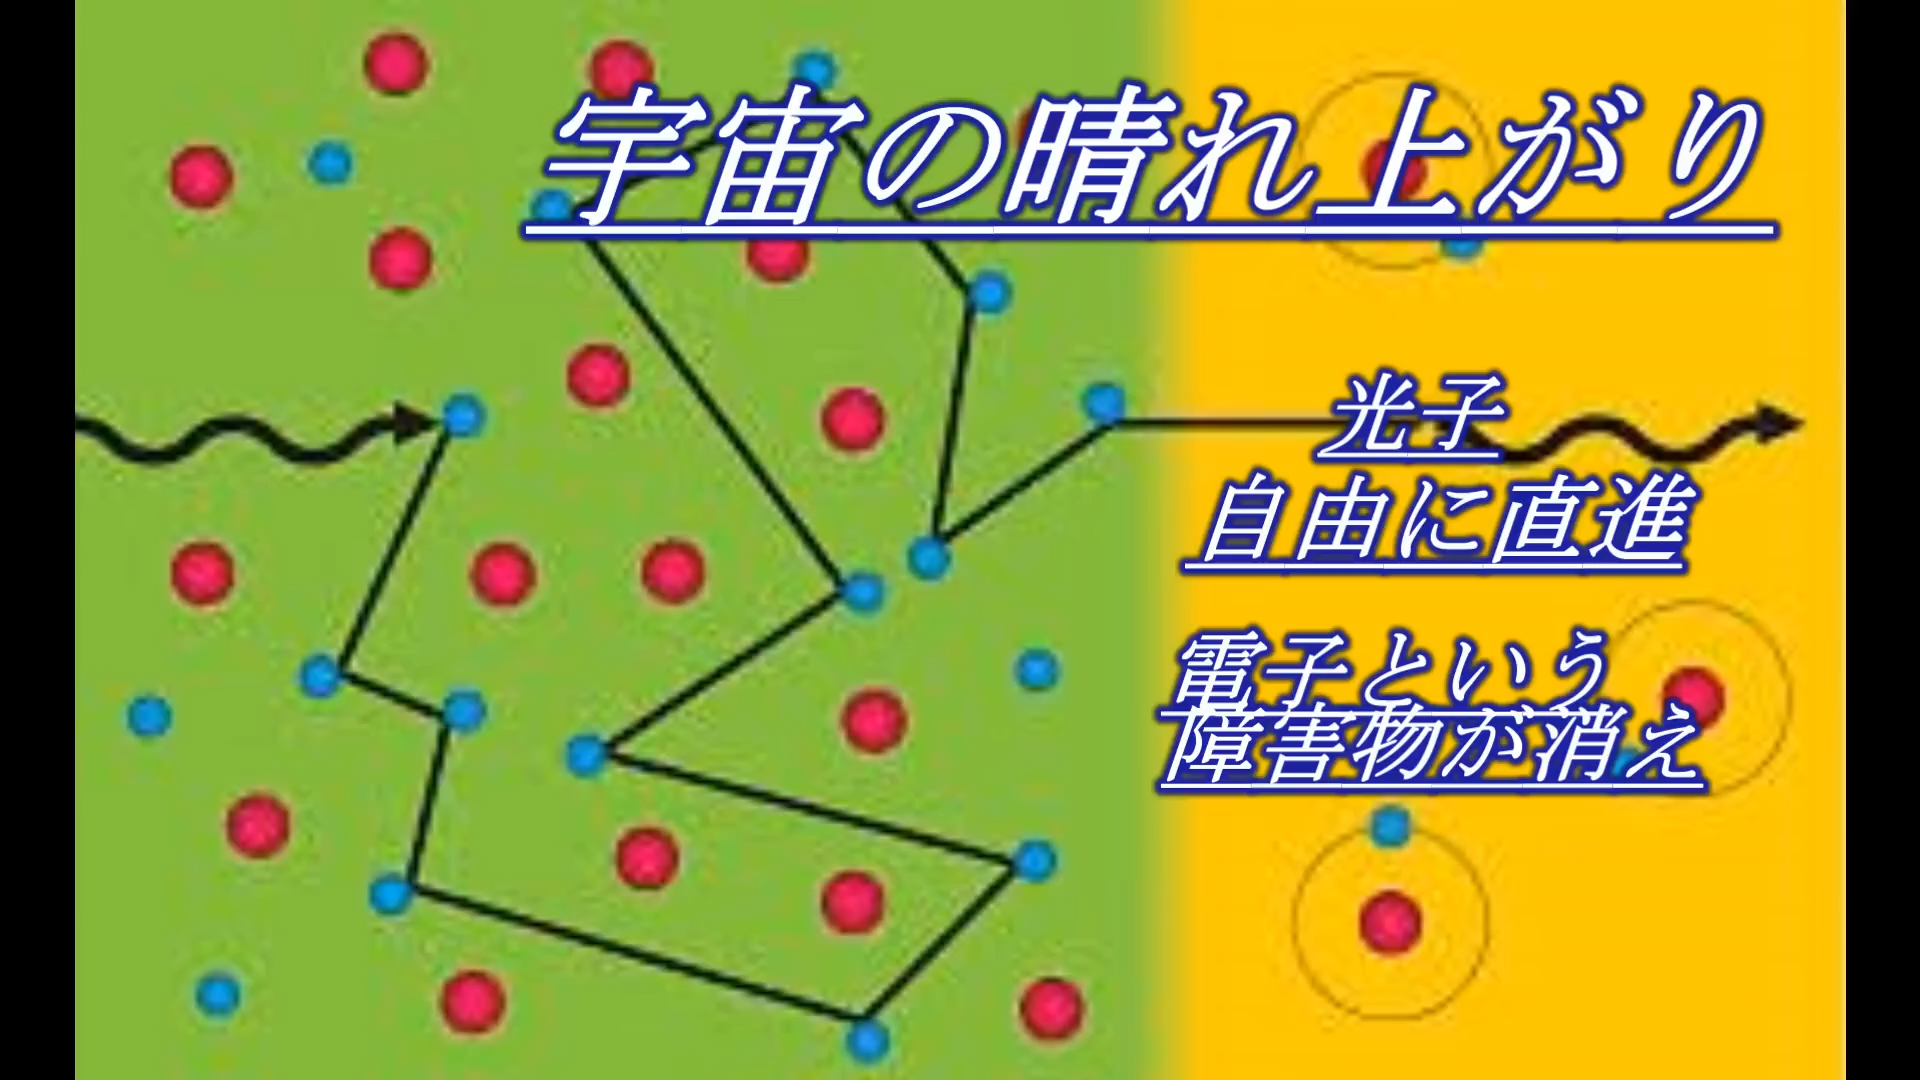 宇宙の晴れ上がり
光子
自由に直進
電子という
障害物が消え